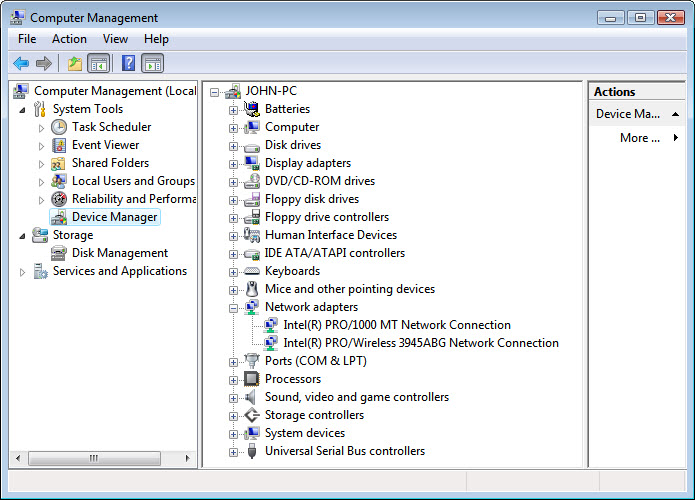 Computer Management
File Action View Help
Computer Management (Local
System Tools
Task Scheduler
Event Viewer
Shared Folders
Local Users and Groups
Reliability and Performa
Device Manager
Storage
Disk Management
Services and Applications
JOHN-PC
Batteries
Computer
Disk drives
Display adapters
DVD/CD-ROM drives
Floppy disk drives
Floppy drive controllers
Human Interface Devices
IDE ATA/ATAPI controllers
Keyboards
Mice and other pointing devices
Network adapters
Intel(R) PRO/1000 MT Network Connection
Intel(R) PRO/Wireless 3945ABG Network Connection
Ports (COM & LPT)
Processors
Sound, video and game controllers
Storage controllers
System devices
Universal Serial Bus controllers
Actions
Device Ma...
More ...